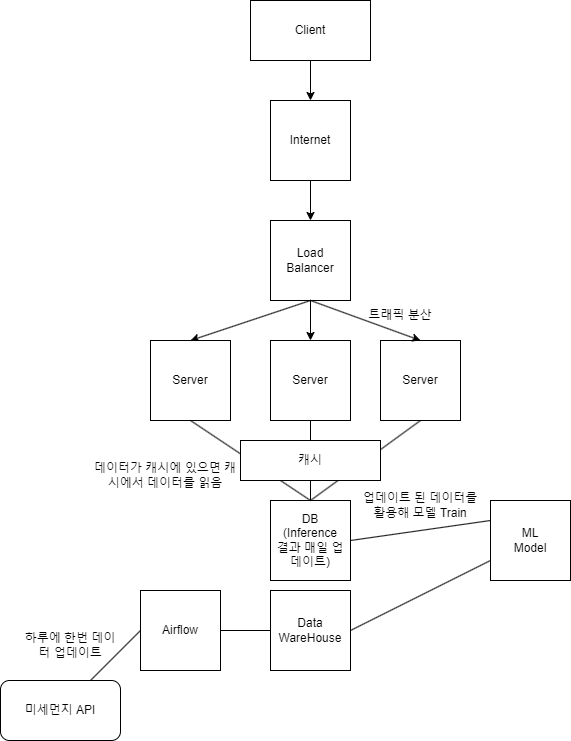 Client
Internet
Load
Balancer
트래픽 분산
Server
Server
Server
캐시
데이터가 캐시에 있으면 캐
시에서 데이터를 읽음
DB
(Inference
결과 매일 업
데이트)
업데이트 된 데이터를
활용해 모델 Train
ML
Model
Airflow
Data
WareHouse
하루에 한번 데이
터 업데이트
미세먼지 API